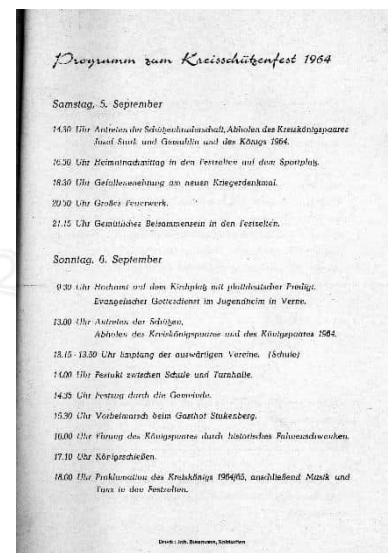 Programm zum Kreisschützenfest 1964
Samstag, 5. September
14.30 Uhr Antreten der Schützenbruderschaft, Abholen des Kreiskönigspaares
Josef Stork und Gemahlin und des Königs 1964.
16.30 Uhr Heimatnachmittag in den Festzelten auf dem Sportplatz.
18.30 Uhr Gefallenenehrung am neuen Kriegerdenkmal.
20.30 Uhr Großes Feuerwerk.
21.15 Uhr Gemütliches Beisammensein in den Festzelten.
Sonntag, 6. September
9.30 Uhr Hochamt auf dem Kirchplatz mit plattdeutscher Predigt.
Evangelischer Gottesdienst im Jugendheim in Verne.
13.00 Uhr Antreten der Schützen,
Abholen des Kreiskönigspaares und des Königspaares 1964.
13.15 - 13.50 Uhr Empfang der auswärtigen Vereine. (Schule)
14.00 Uhr Festakt zwischen Schule und Turnhalle.
14.35 Uhr Festzug durch die Gemeinde.
15.30 Uhr Vorbeimarsch beim Gasthof Stukenberg.
16.00 Uhr Ehrung des Königspaares durch historisches Fahnenschwenken.
17.10 Uhr Königsschießen.
18.00 Uhr Proklamation des Kreiskönigs 1964/65, anschließend Musik und
Tanz in den Festzelten.
Druck: Joh.